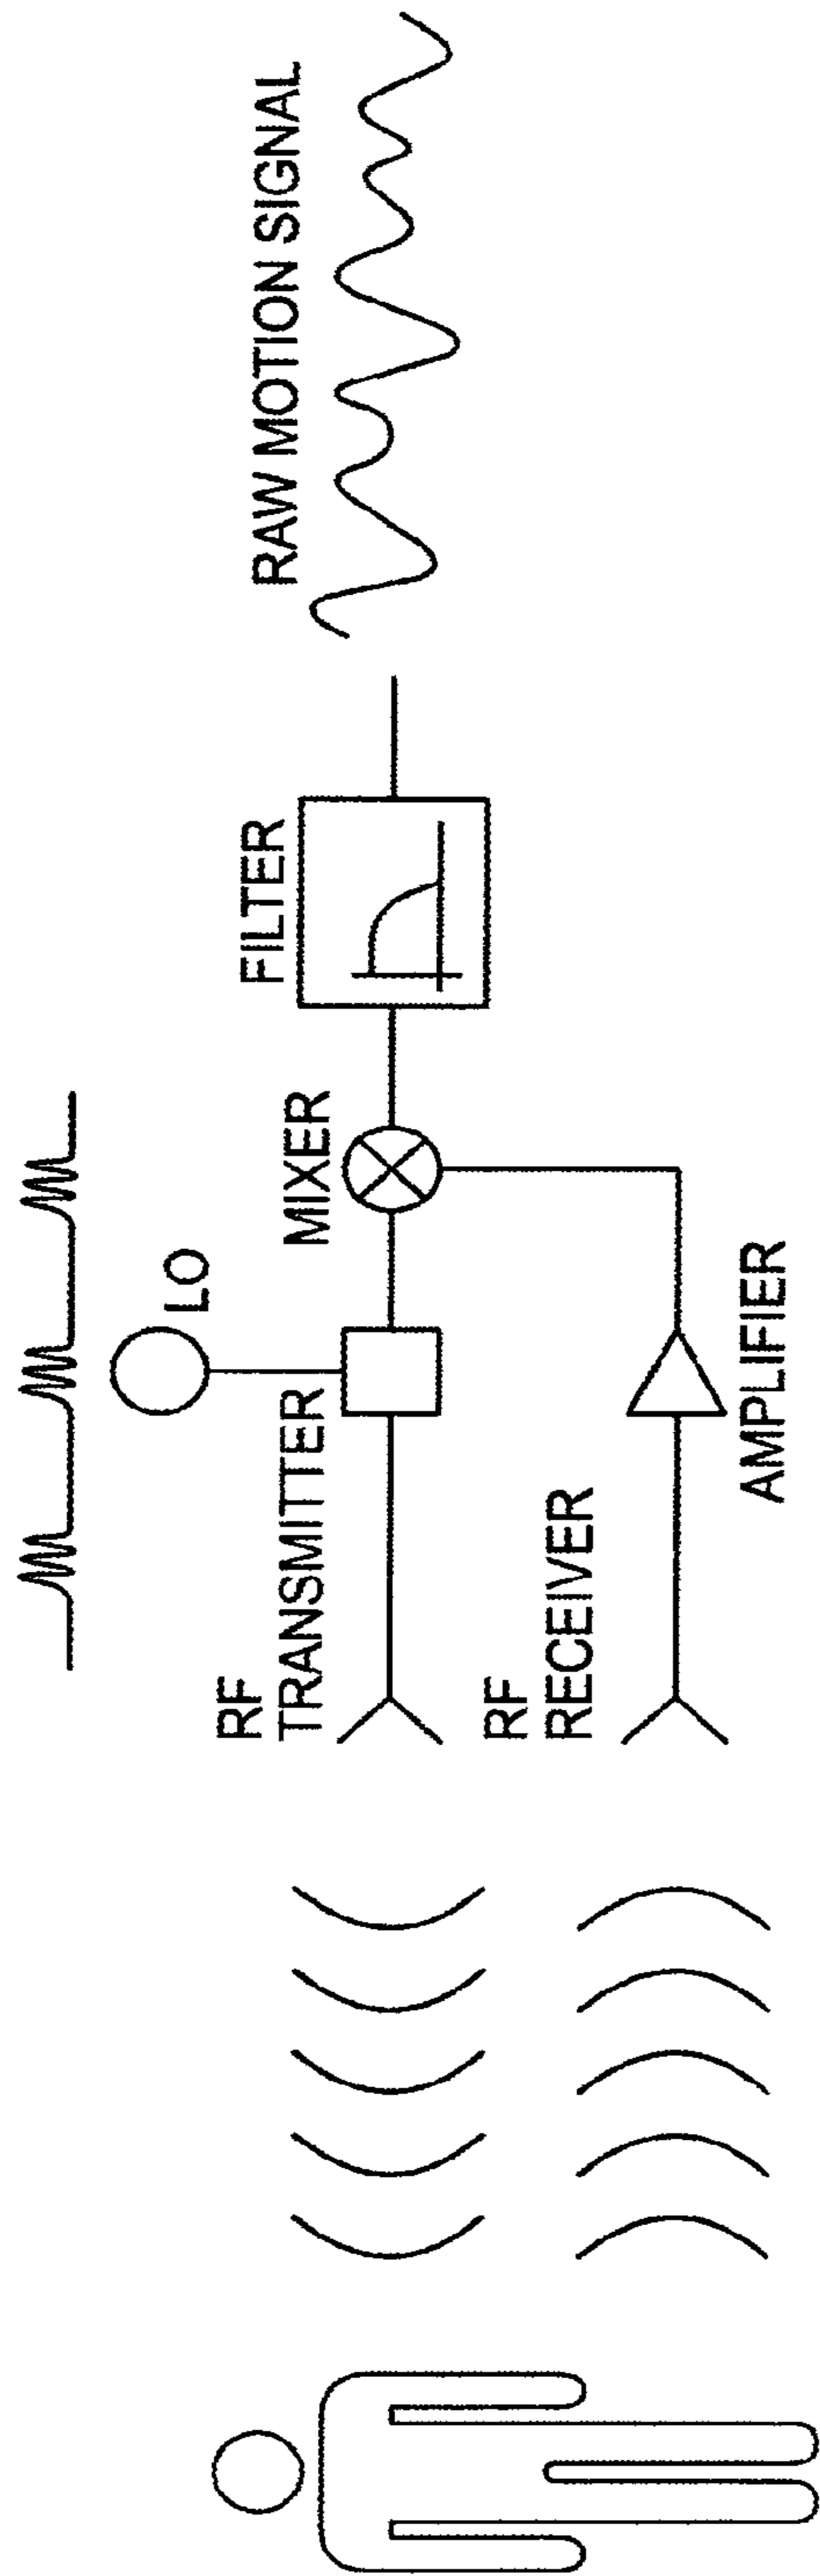 LO
RF
TRANSMITTER
MIXER
FILTER
RAW MOTION SIGNAL
RF
RECEIVER
AMPLIFIER